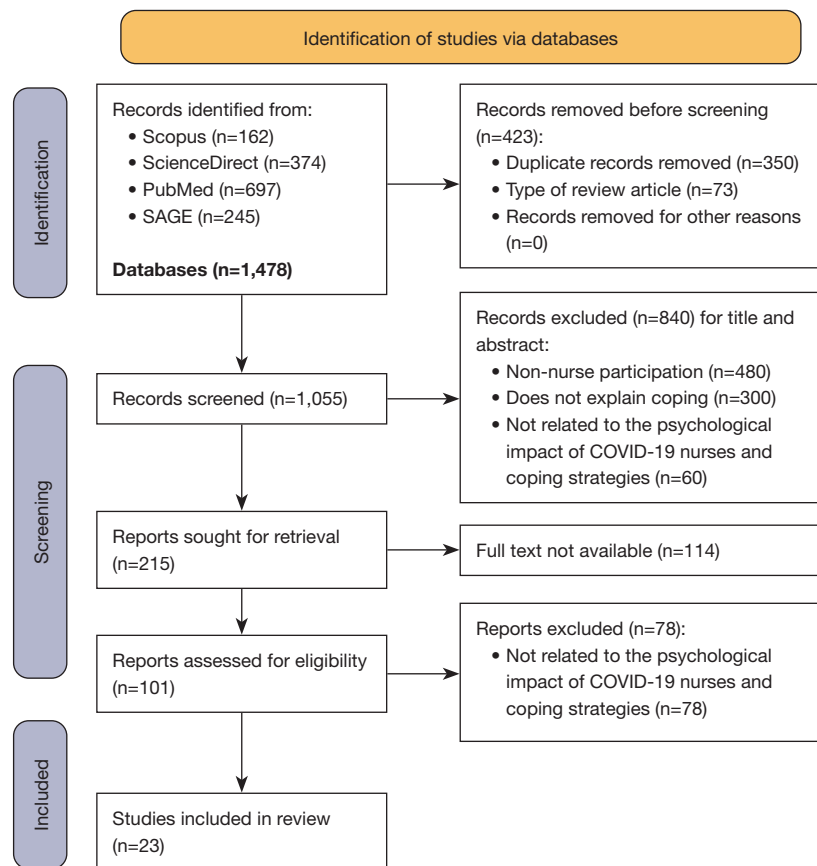 Identification of studies via databases
Identification
Records identified from:
• Scopus (n=162)
• ScienceDirect (n=374)
• PubMed (n=697)
• SAGE (n=245)
Databases (n=1,478)
Records removed before screening
(n=423):
• Duplicate records removed (n=350)
• Type of review article (n=73)
• Records removed for other reasons
(n=0)
Screening
Records screened (n=1,055)
Records excluded (n=840) for title and
abstract:
• Non-nurse participation (n=480)
• Does not explain coping (n=300)
• Not related to the psychological
impact of COVID-19 nurses and
coping strategies (n=60)
Reports sought for retrieval
(n=215)
Full text not available (n=114)
Reports assessed for eligibility
(n=101)
Reports excluded (n=78):
• Not related to the psychological
impact of COVID-19 nurses and
coping strategies (n=78)
Included
Studies included in review
(n=23)